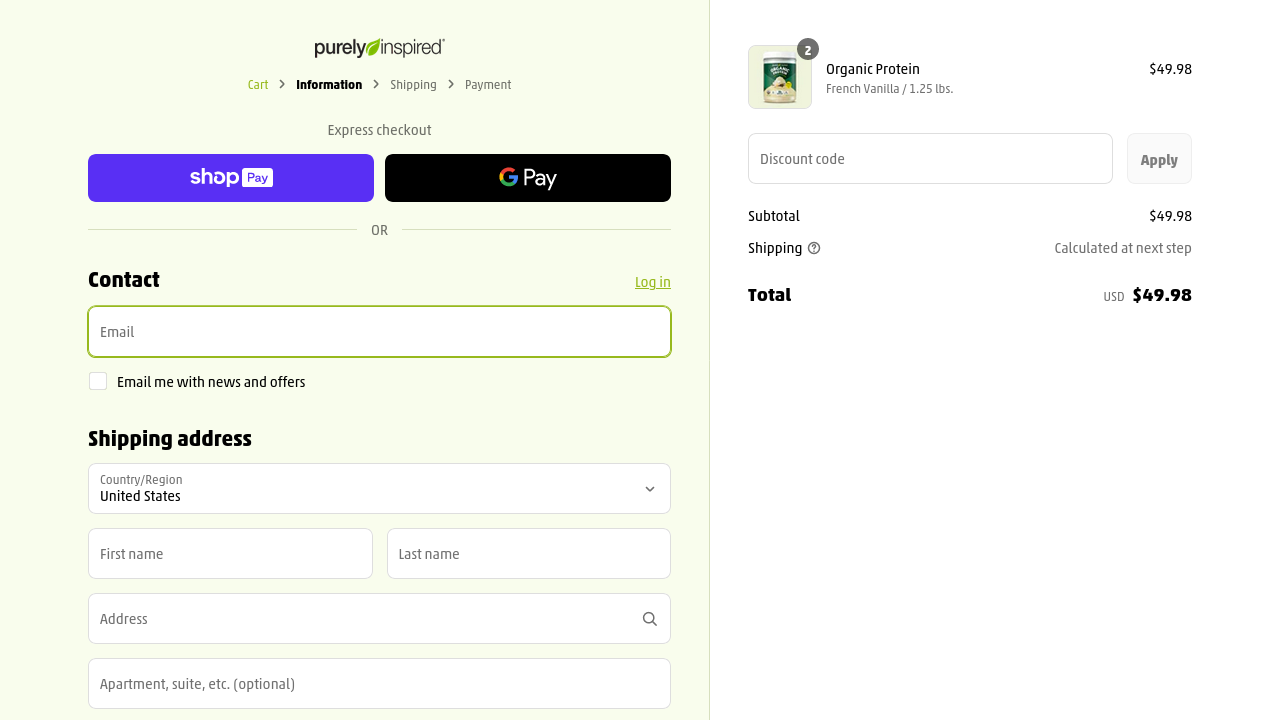 purely inspired
Cart > Information > Shipping > Payment
Express checkout
shop Pay
G Pay
OR
Contact
Log in
Email
Email me with news and offers
Shipping address
Country/Region
United States
First name
Last name
Address
Apartment, suite, etc. (optional)
2
ORGANIC
PROTEIN
Organic Protein
$49.98
French Vanilla / 1.25 lbs.
Discount code
Apply
Subtotal
$49.98
Shipping
Calculated at next step
Total
USD $49.98